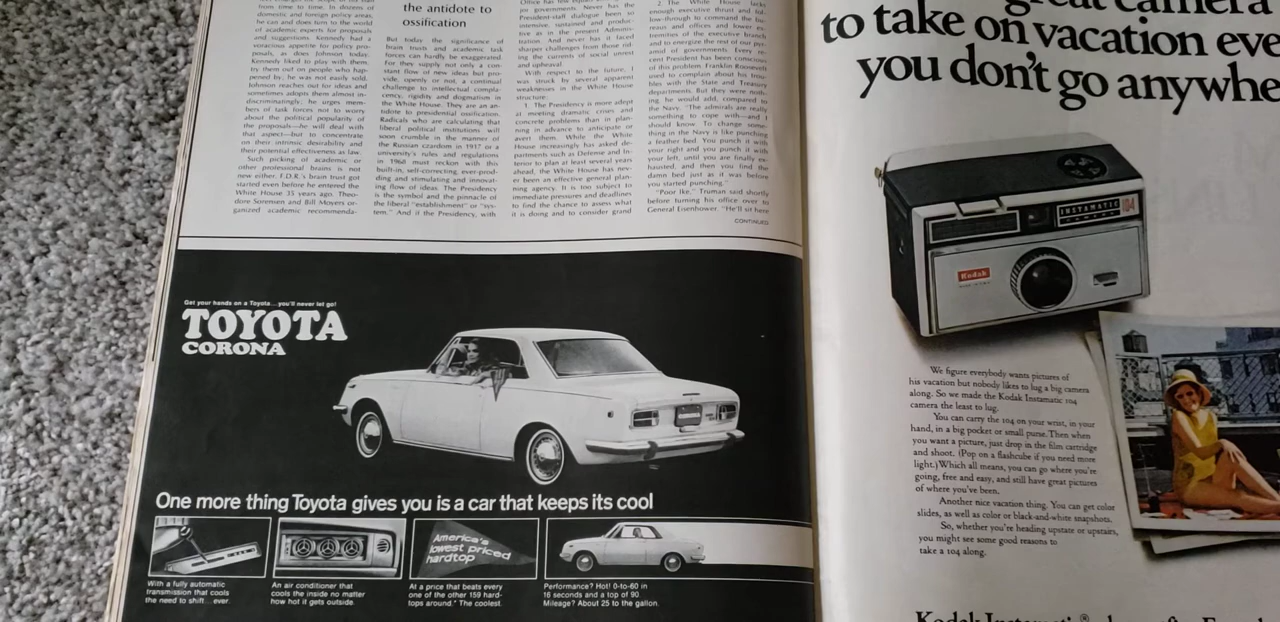 from time to time. In dozens of
domestic and foreign policy areas,
he can and does turn to the world
of academic experts for proposals
and suggestions. Kennedy had a
voracious appetite for policy pro-
posals, as does Johnson today.
Kennedy liked to play with them;
try them out on people who hap-
pened by; he was not easily sold.
Johnson reaches out for ideas and
sometimes adopts them almost in-
discriminately; he urges mem-
bers of task forces not to worry
about the political popularity of
the proposals—he will deal with
that aspect—but to concentrate
on their intrinsic desirability and
their potential effectiveness as law.
Such picking of academic or
other professional brains is not
new either. F.D.R.'s brain trust got
started even before he entered the
White House 35 years ago. Theo-
dore Sorensen and Bill Moyers or-
ganized academic recommenda-
the antidote to
ossification
But today the significance of
brain trusts and academic task
forces can hardly be exaggerated.
For they supply not only a con-
stant flow of new ideas but pro-
vide, openly or not, a continual
challenge to intellectual compla-
cency, rigidity and dogmatism in
the White House. They are an an-
tidote to presidential ossification.
Radicals who are calculating that
liberal political institutions will
soon crumble in the manner of
the Russian czardom in 1917 or a
university's rules and regulations
in 1968 must reckon with this
built-in, self-correcting, ever-prod-
ding and stimulating and innovat-
ing flow of ideas. The Presidency
is the symbol and the pinnacle of
the liberal "establishment" or "sys-
tem." And if the Presidency, with
jor governments. Never has the
President-staff dialogue been so
intensive, sustained and produc-
tive as in the present Adminis-
tration. And never has it faced
sharper challenges from those rid-
ing the currents of social unrest
and upheaval.
With respect to the future, I
was struck by several apparent
weaknesses in the White House
structure:
1. The Presidency is more adept
at meeting dramatic crises and
concrete problems than in plan-
ning in advance to anticipate or
avert them. While the White
House increasingly has asked de-
partments such as Defense and In-
terior to plan at least several years
ahead, the White House has nev-
er been an effective general plan-
ning agency. It is too subject to
immediate pressures and deadlines
to find the chance to assess what
it is doing and to consider grand
2. The White House lacks
enough executive thrust and fol-
low-through to command the bu-
reaus and offices and lower ex-
tremities of the executive branch
and to energize the rest of our pyr-
amid of governments. Every re-
cent President has been conscious
of this problem. Franklin Roosevelt
used to complain about his trou-
bles with the State and Treasury
departments. But they were noth-
ing, he would add, compared to
the Navy. "The admirals are really
something to cope with—and I
should know. To change some-
thing in the Navy is like punching
a feather bed. You punch it with
your right and you punch it with
your left, until you are finally ex-
hausted, and then you find the
damn bed just as it was before
you started punching."
"Poor Ike," Truman said shortly
before turning his office over to
General Eisenhower. "He'll sit here
CONTINUED
Get your hands on a Toyota...you'll never let go!
TOYOTA
CORONA
One more thing Toyota gives you is a car that keeps its cool
With a fully automatic
transmission that cools
the need to shift...ever.
An air conditioner that
cools the inside no matter
how hot it gets outside.
America's
lowest priced
hardtop
At a price that beats every
one of the other 159 hard-
tops around.* The coolest.
Performance? Hot! 0-to-60 in
16 seconds and a top of 90.
Mileage? About 25 to the gallon.
great camera
to take on vacation eve
you don't go anywhe
INSTAMATIC 104
CAMERA
Kodak
We figure everybody wants pictures of
his vacation but nobody likes to lug a big camera
along. So we made the Kodak Instamatic 104
camera the least to lug.
You can carry the 104 on your wrist, in your
hand, in a big pocket or small purse. Then when
you want a picture, just drop in the film cartridge
and shoot. (Pop on a flashcube if you need more
light.) Which all means, you can go where you're
going, free and easy, and still have great pictures
of where you've been.
Another nice vacation thing. You can get color
slides, as well as color or black-and-white snapshots.
So, whether you're heading upstate or upstairs,
you might see some good reasons to
take a 104 along.
Kodak Instamatic®